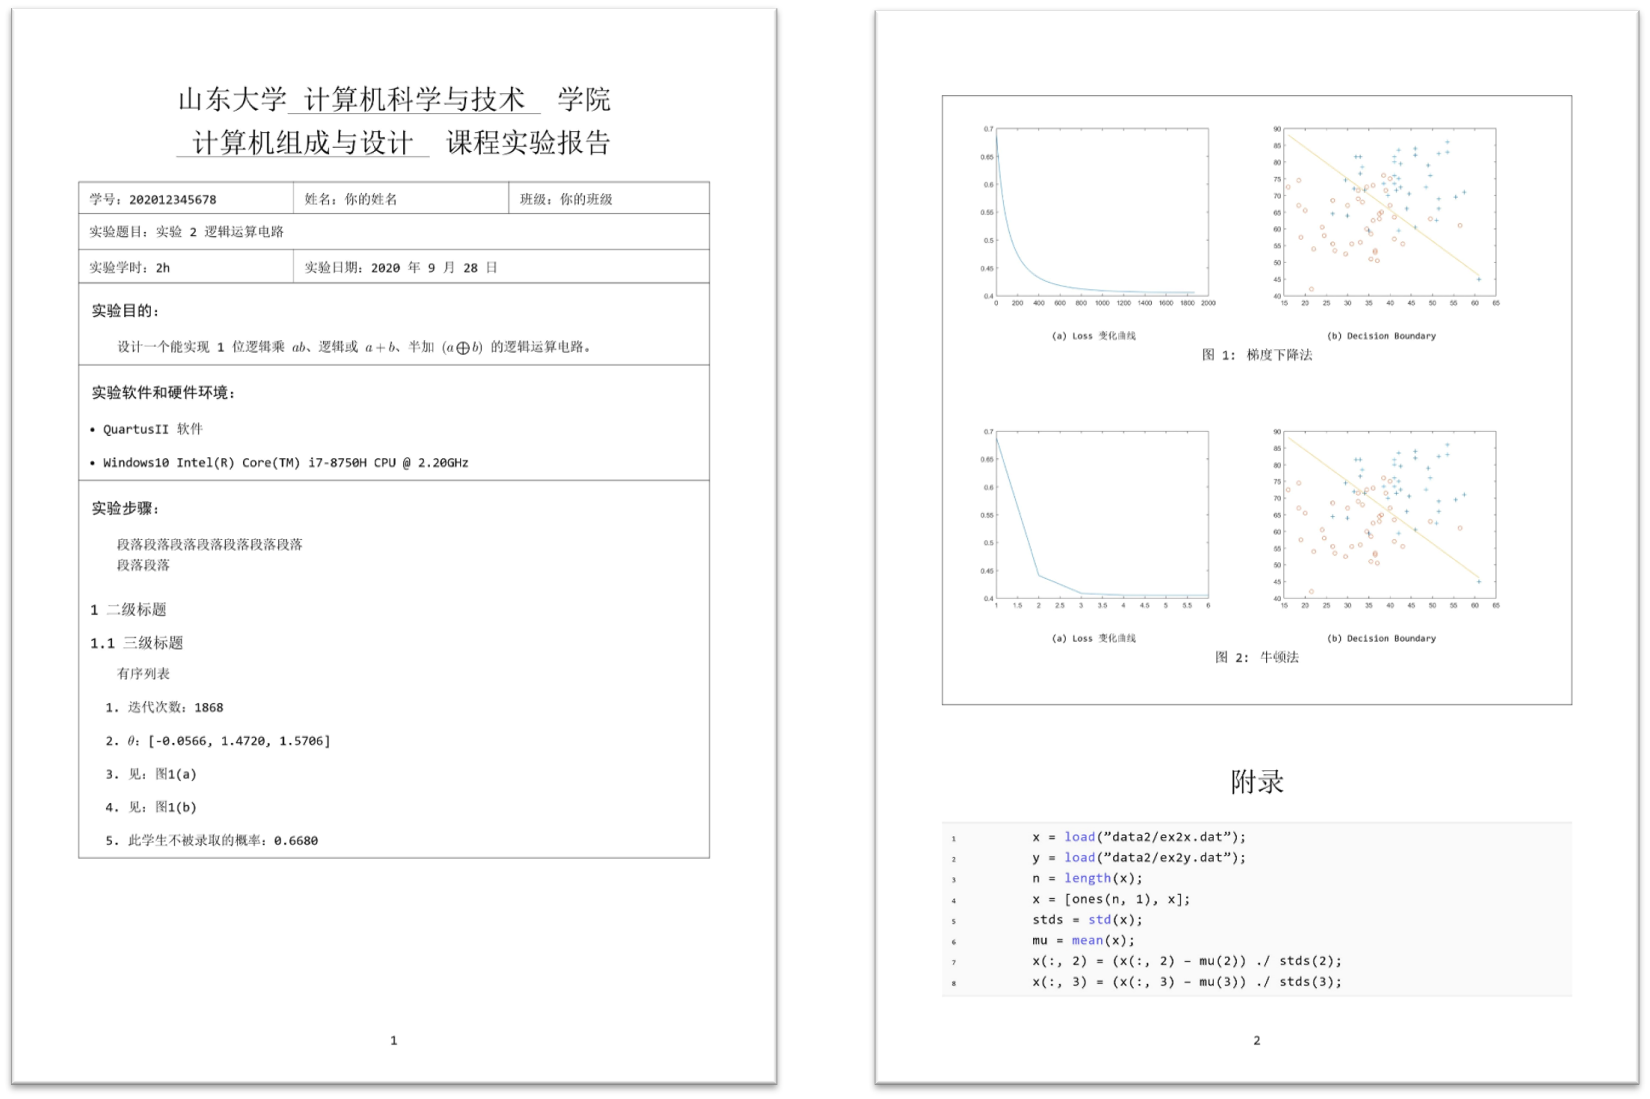 山东大学 计算机科学与技术 学院
计算机组成与设计 课程实验报告
学号：202012345678 姓名：你的姓名 班级：你的班级
实验题目：实验 2 逻辑运算电路
实验学时：2h 实验日期：2020 年 9 月 28 日
实验目的：
设计一个能实现 1 位逻辑乘 ab、逻辑或 a + b、半加 (a⊕b) 的逻辑运算电路。
实验软件和硬件环境：
• QuartusII 软件
• Windows10 Intel(R) Core(TM) i7-8750H CPU @ 2.20GHz
实验步骤：
段落段落段落段落段落段落段落
段落段落
1 二级标题
1.1 三级标题
有序列表
1. 迭代次数：1868
2. θ：[-0.0566, 1.4720, 1.5706]
3. 见：图1(a)
4. 见：图1(b)
5. 此学生不被录取的概率：0.6680
1
0.7
0.65
0.6
0.55
0.5
0.45
0.4
0 200 400 600 800 1000 1200 1400 1600 1800 2000
90
85
80
75
70
65
60
55
50
45
40
15 20 25 30 35 40 45 50 55 60 65
(a) Loss 变化曲线 (b) Decision Boundary
图 1: 梯度下降法
0.7
0.65
0.6
0.55
0.5
0.45
0.4
1 1.5 2 2.5 3 3.5 4 4.5 5 5.5 6
90
85
80
75
70
65
60
55
50
45
40
15 20 25 30 35 40 45 50 55 60 65
(a) Loss 变化曲线 (b) Decision Boundary
图 2: 牛顿法
附录
1 x = load(”data2/ex2x.dat”);
2 y = load(”data2/ex2y.dat”);
3 n = length(x);
4 x = [ones(n, 1), x];
5 stds = std(x);
6 mu = mean(x);
7 x(:, 2) = (x(:, 2) − mu(2)) ./ stds(2);
8 x(:, 3) = (x(:, 3) − mu(3)) ./ stds(3);
2